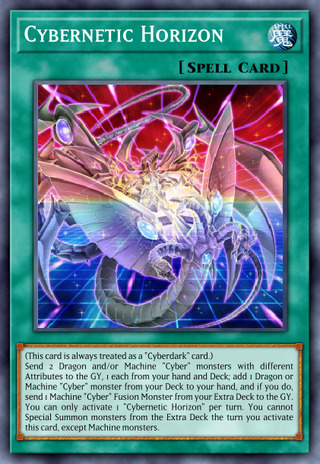 Cybernetic Horizon
魔
[ Spell Card ]
(This card is always treated as a "Cyberdark" card.)
Send 2 Dragon and/or Machine "Cyber" monsters with different
Attributes to the GY, 1 each from your hand and Deck; add 1 Dragon or
Machine "Cyber" monster from your Deck to your hand, and if you do,
send 1 Machine "Cyber" Fusion Monster from your Extra Deck to the GY.
You can only activate 1 "Cybernetic Horizon" per turn. You cannot
Special Summon monsters from the Extra Deck the turn you activate
this card, except Machine monsters.